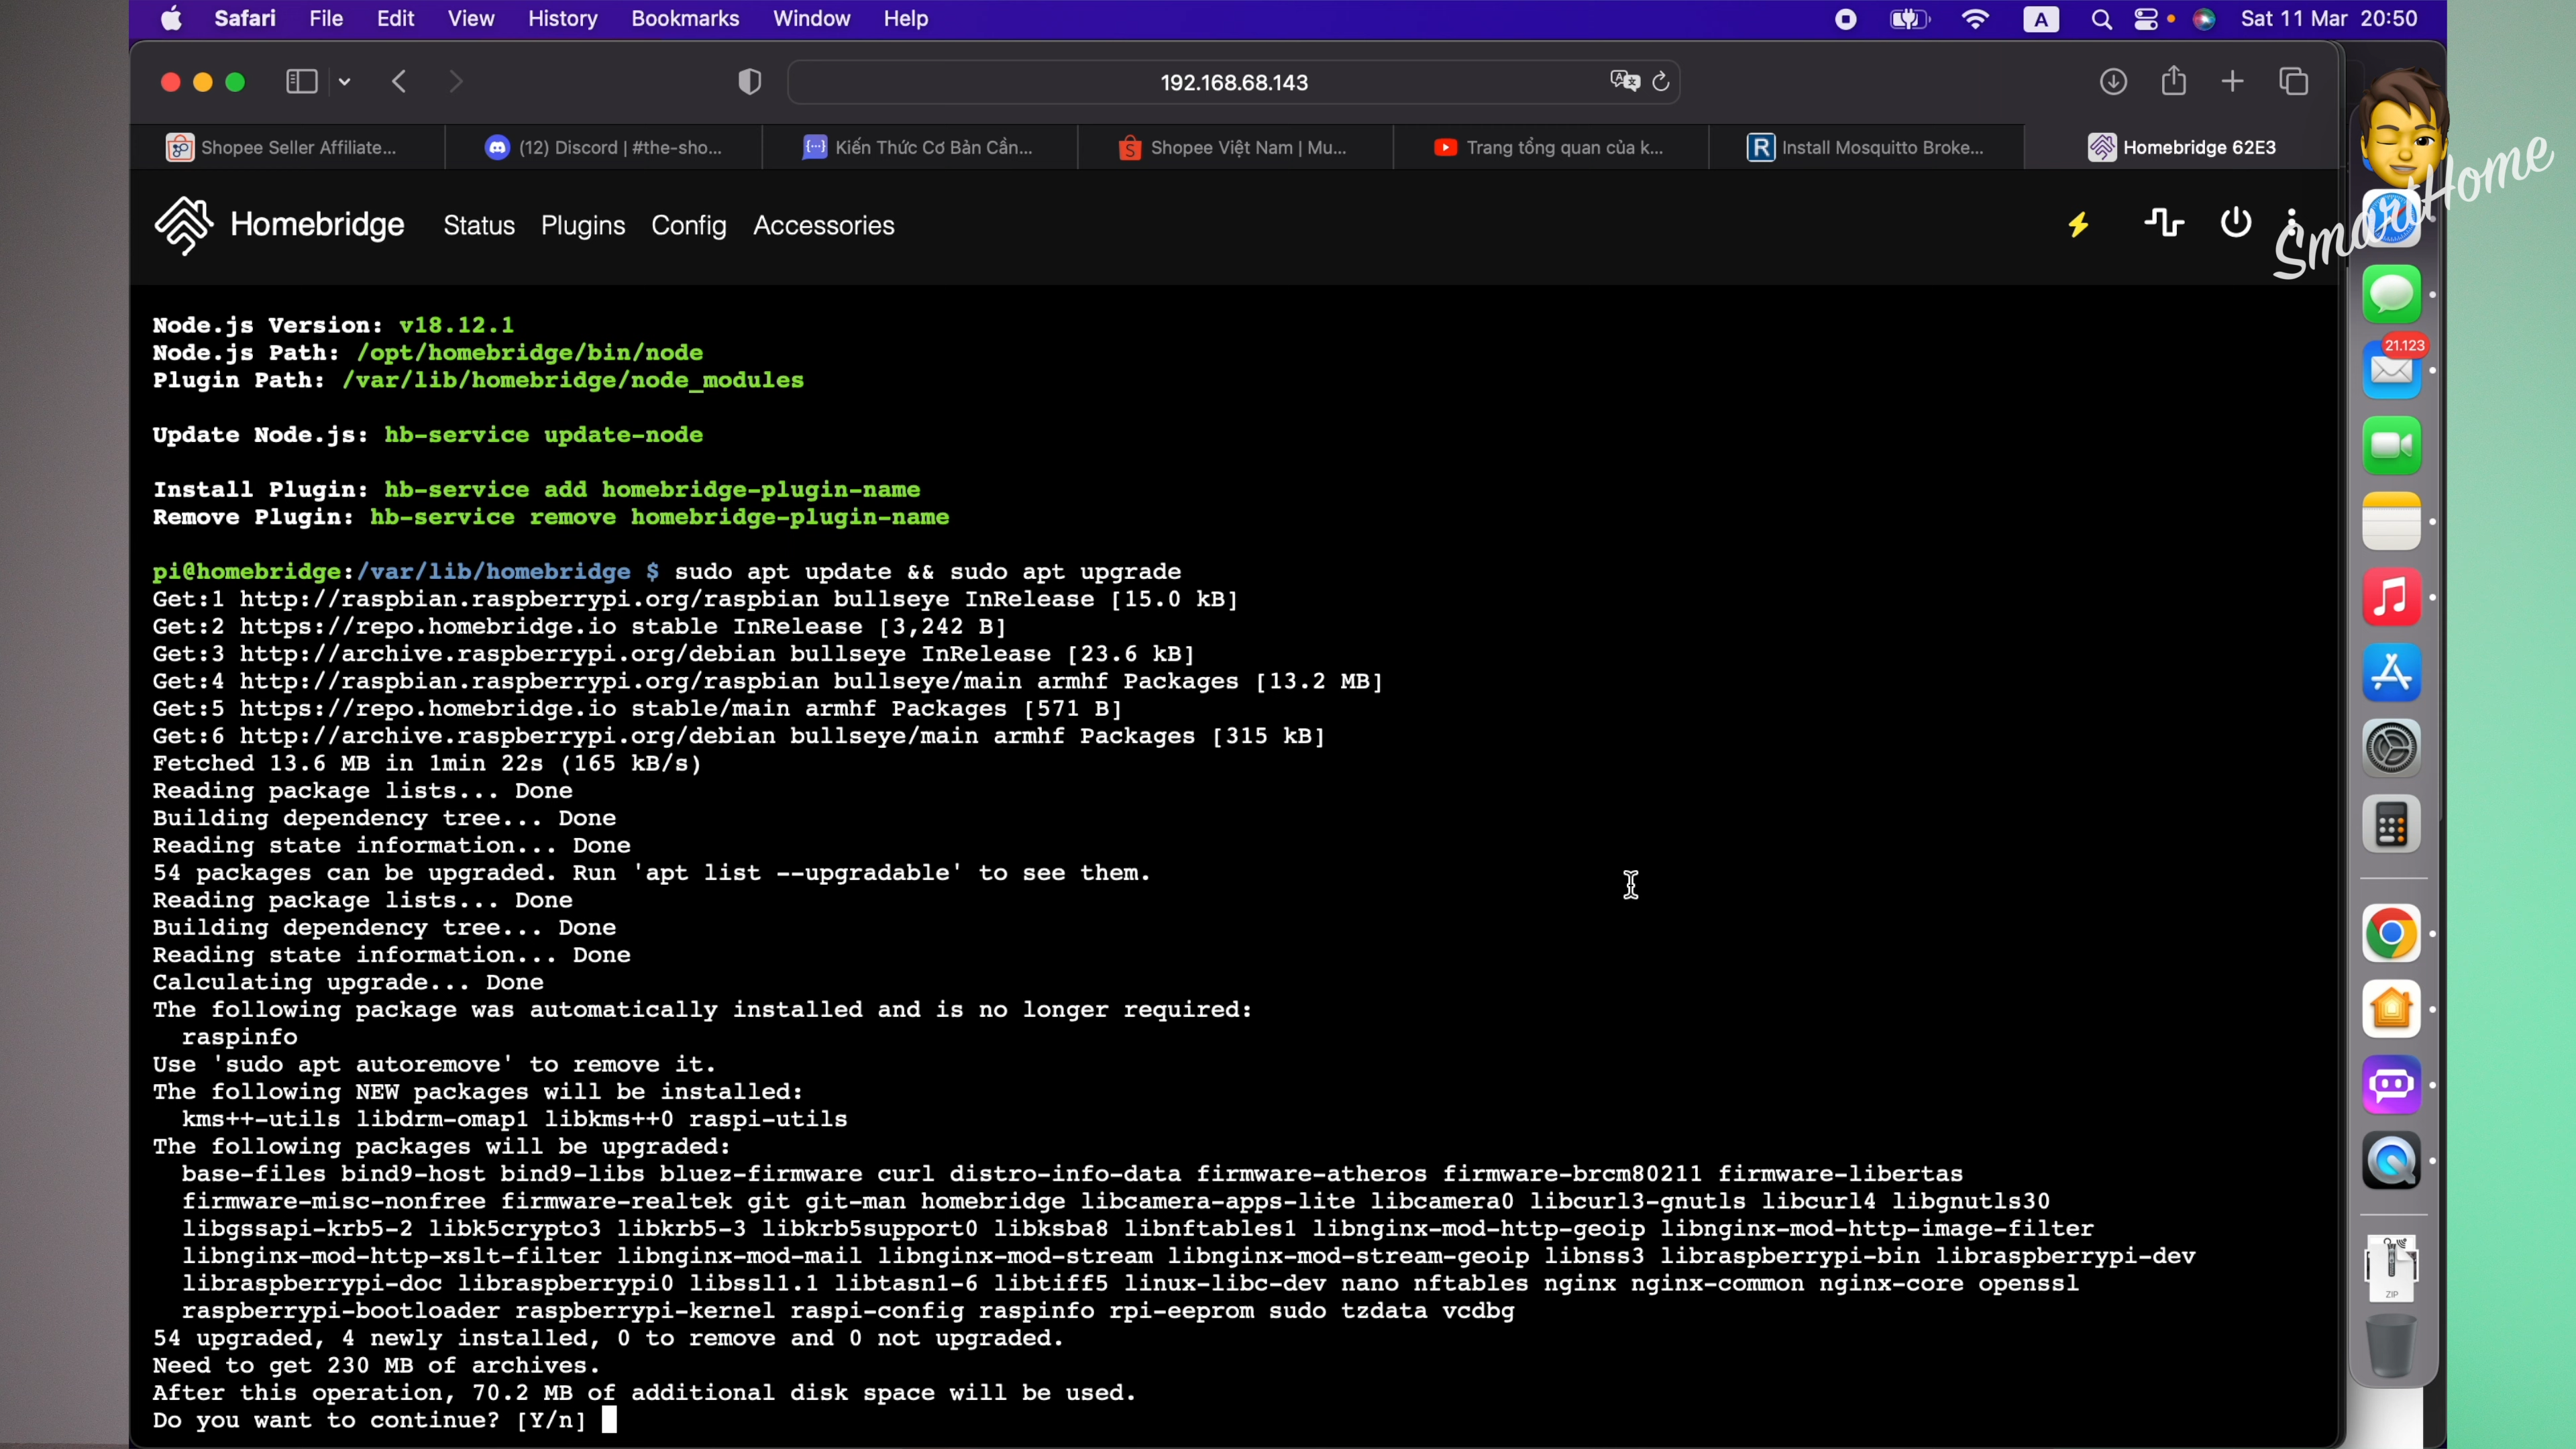 Safari File Edit View History Bookmarks Window Help
A
Sat 11 Mar 20:50
192.168.68.143
Shopee Seller Affiliate...
(12) Discord | #the-sho...
Kiến Thức Cơ Bản Cần...
Shopee Việt Nam | Mu...
Trang tổng quan của k...
R Install Mosquitto Broke...
Homebridge 62E3
SmartHome
Homebridge Status Plugins Config Accessories
21.123
Node.js Version: v18.12.1
Node.js Path: /opt/homebridge/bin/node
Plugin Path: /var/lib/homebridge/node_modules
Update Node.js: hb-service update-node
Install Plugin: hb-service add homebridge-plugin-name
Remove Plugin: hb-service remove homebridge-plugin-name
pi@homebridge:/var/lib/homebridge $ sudo apt update && sudo apt upgrade
Get:1 http://raspbian.raspberrypi.org/raspbian bullseye InRelease [15.0 kB]
Get:2 https://repo.homebridge.io stable InRelease [3,242 B]
Get:3 http://archive.raspberrypi.org/debian bullseye InRelease [23.6 kB]
Get:4 http://raspbian.raspberrypi.org/raspbian bullseye/main armhf Packages [13.2 MB]
Get:5 https://repo.homebridge.io stable/main armhf Packages [571 B]
Get:6 http://archive.raspberrypi.org/debian bullseye/main armhf Packages [315 kB]
Fetched 13.6 MB in 1min 22s (165 kB/s)
Reading package lists... Done
Building dependency tree... Done
Reading state information... Done
54 packages can be upgraded. Run 'apt list --upgradable' to see them.
Reading package lists... Done
Building dependency tree... Done
Reading state information... Done
Calculating upgrade... Done
The following package was automatically installed and is no longer required:
raspinfo
Use 'sudo apt autoremove' to remove it.
The following NEW packages will be installed:
kms++-utils libdrm-omap1 libkms++0 raspi-utils
The following packages will be upgraded:
base-files bind9-host bind9-libs bluez-firmware curl distro-info-data firmware-atheros firmware-brcm80211 firmware-libertas
firmware-misc-nonfree firmware-realtek git git-man homebridge libcamera-apps-lite libcamera0 libcurl3-gnutls libcurl4 libgnutls30
libgssapi-krb5-2 libk5crypto3 libkrb5-3 libkrb5support0 libksba8 libnftables1 libnginx-mod-http-geoip libnginx-mod-http-image-filter
libnginx-mod-http-xslt-filter libnginx-mod-mail libnginx-mod-stream libnginx-mod-stream-geoip libnss3 libraspberrypi-bin libraspberrypi-dev
libraspberrypi-doc libraspberrypi0 libssl1.1 libtasn1-6 libtiff5 linux-libc-dev nano nftables nginx nginx-common nginx-core openssl
raspberrypi-bootloader raspberrypi-kernel raspi-config raspinfo rpi-eeprom sudo tzdata vcdbg
54 upgraded, 4 newly installed, 0 to remove and 0 not upgraded.
Need to get 230 MB of archives.
After this operation, 70.2 MB of additional disk space will be used.
Do you want to continue? [Y/n]
ZIP